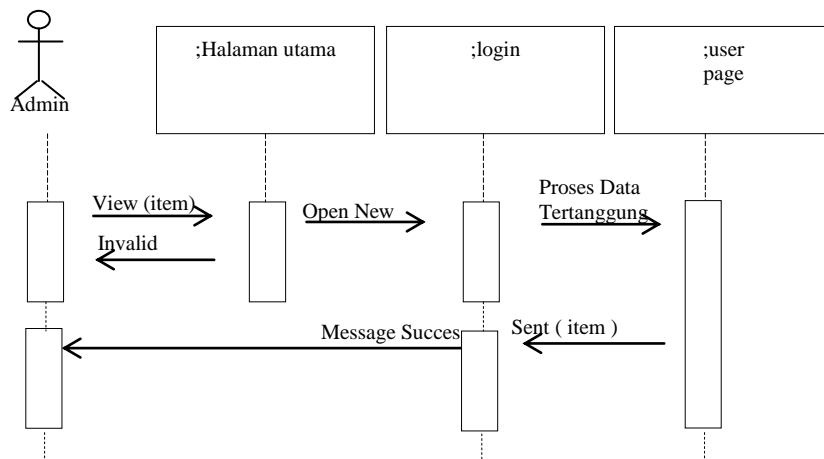 ;Halaman utama
;login
;user
page
Admin
View (item)
Open New
Proses Data
Tertanggung
Invalid
Message Succes
Sent ( item )